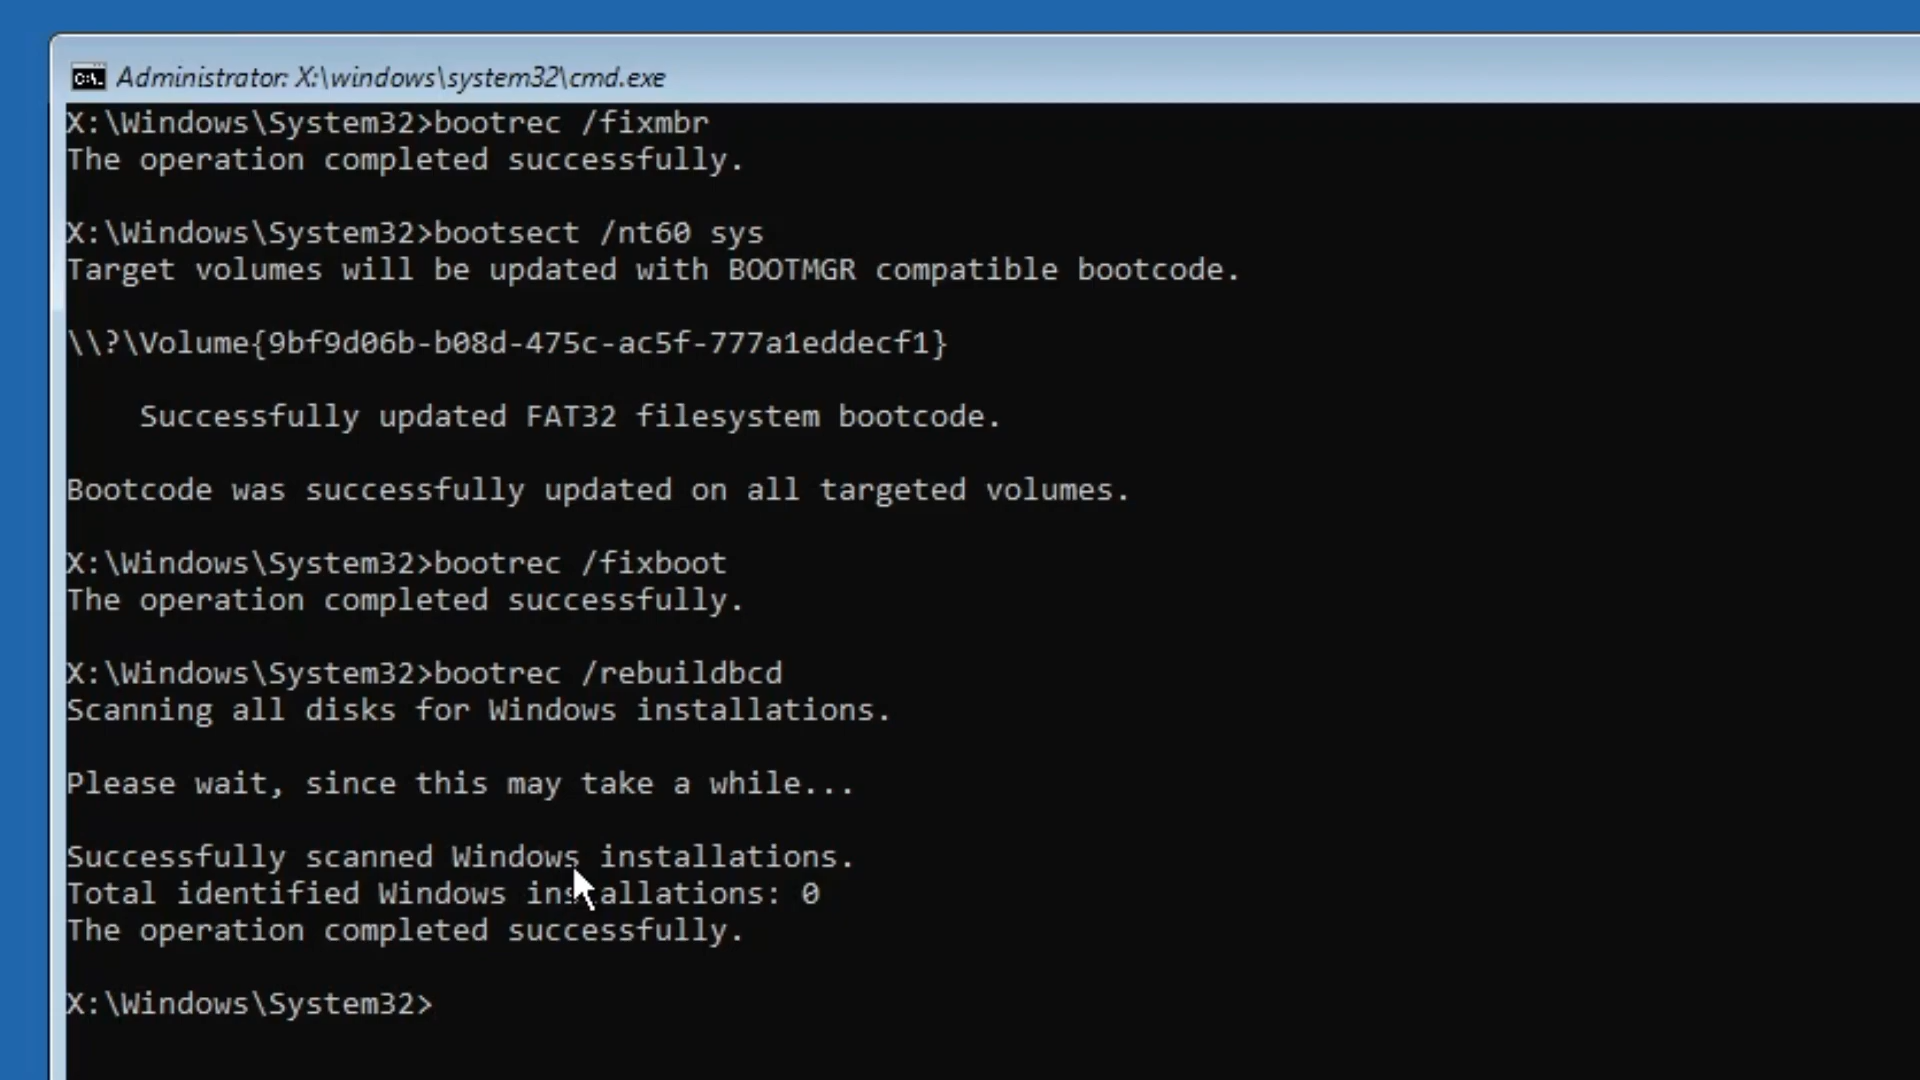 Administrator: X:\windows\system32\cmd.exe
X:\Windows\System32>bootrec /fixmbr
The operation completed successfully.
X:\Windows\System32>bootsect /nt60 sys
Target volumes will be updated with BOOTMGR compatible bootcode.
\\?\Volume{9bf9d06b-b08d-475c-ac5f-777a1eddecf1}
Successfully updated FAT32 filesystem bootcode.
Bootcode was successfully updated on all targeted volumes.
X:\Windows\System32>bootrec /fixboot
The operation completed successfully.
X:\Windows\System32>bootrec /rebuildbcd
Scanning all disks for Windows installations.
Please wait, since this may take a while...
Successfully scanned Windows installations.
Total identified Windows installations: 0
The operation completed successfully.
X:\Windows\System32>